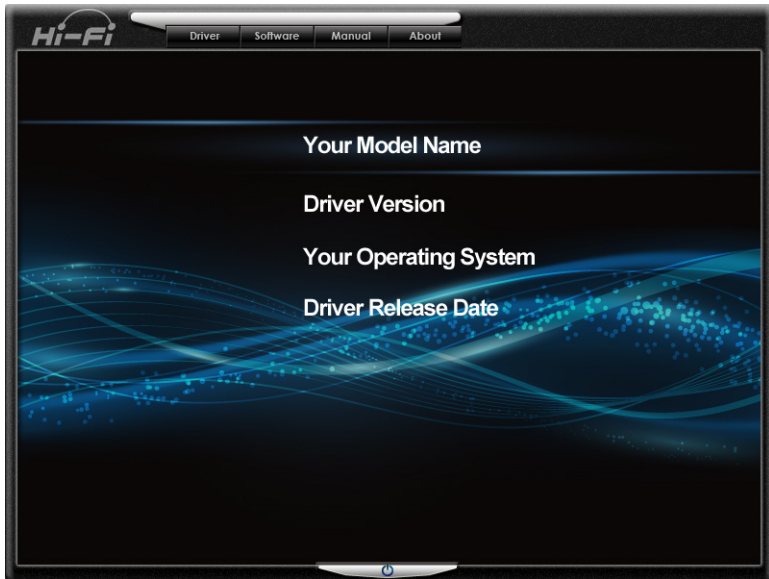 Hi-Fi
Driver Software Manual About
Your Model Name
Driver Version
Your Operating System
Driver Release Date